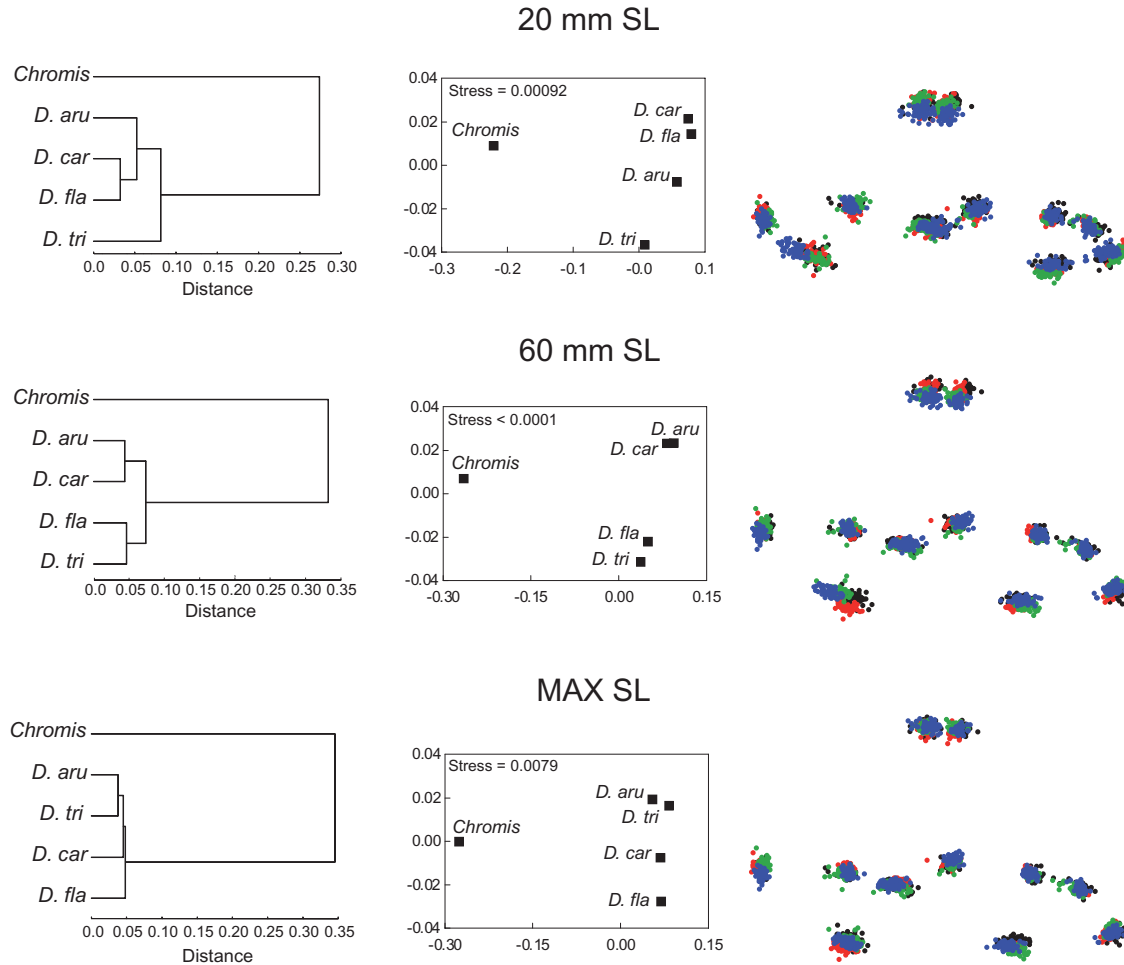 20 mm SL
Chromis
D. aru
D. car
D. fla
D. tri
0.0 0.05 0.10 0.15 0.20 0.25 0.30
Distance
0.04
0.02
0.00
-0.02
-0.04
Stress = 0.00092
Chromis
D. car
D. fla
D. aru
D. tri
-0.3 -0.2 -0.1 -0.0 0.1
60 mm SL
Chromis
D. aru
D. car
D. fla
D. tri
0.0 0.05 0.10 0.15 0.20 0.25 0.30 0.35
Distance
0.04
0.02
0.00
-0.02
-0.04
Stress < 0.0001
D. aru
D. car
Chromis
D. fla
D. tri
-0.30 -0.15 0.00 0.15
MAX SL
Chromis
D. aru
D. tri
D. car
D. fla
0.0 0.05 0.10 0.15 0.20 0.25 0.30 0.35
Distance
0.04
0.02
0.00
-0.02
-0.04
Stress = 0.0079
D. aru
D. tri
Chromis
D. car
D. fla
-0.30 -0.15 0.00 0.15